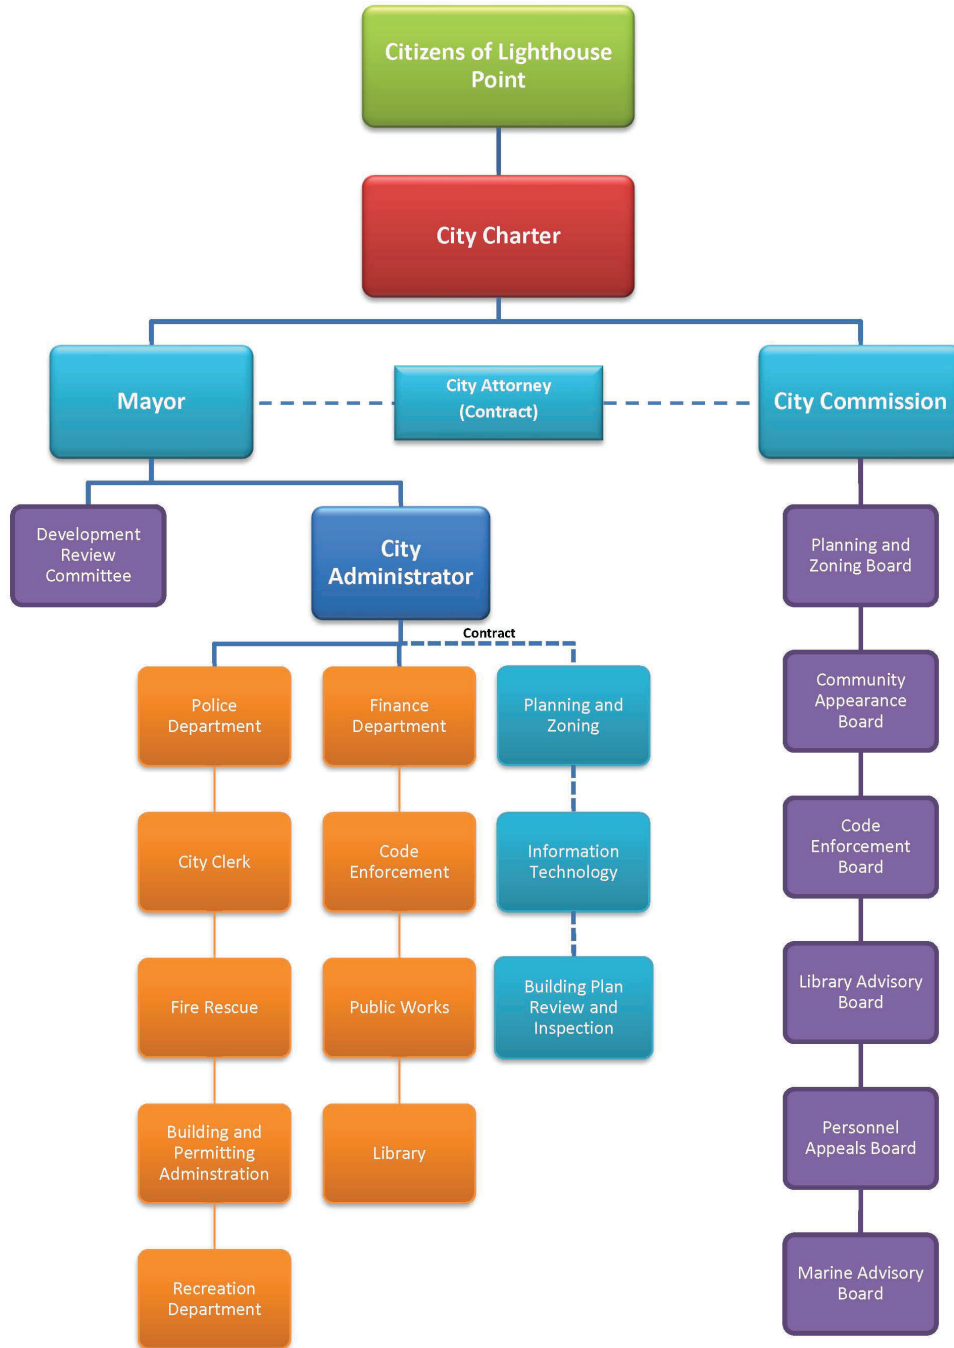 Citizens of Lighthouse
Point
City Charter
Mayor
City Attorney
(Contract)
City Commission
Development
Review
Committee
City
Administrator
Planning and
Zoning Board
Contract
Police
Department
Finance
Department
Planning and
Zoning
Community
Appearance
Board
City Clerk
Code
Enforcement
Information
Technology
Code
Enforcement
Board
Fire Rescue
Public Works
Building Plan
Review and
Inspection
Library Advisory
Board
Building and
Permitting
Adminstration
Library
Personnel
Appeals Board
Recreation
Department
Marine Advisory
Board